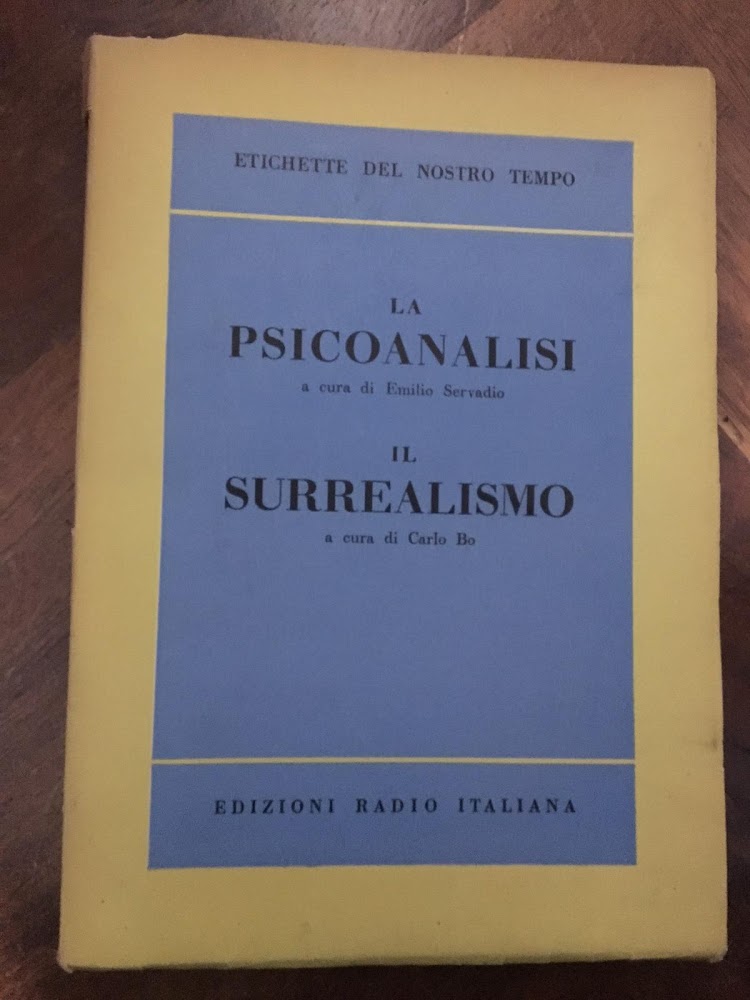 ETICHETTE DEL NOSTRO TEMPO
LA
PSICOANALISI
a cura di Emilio Servadio
IL
SURREALISMO
a cura di Carlo Bo
EDIZIONI RADIO ITALIANA